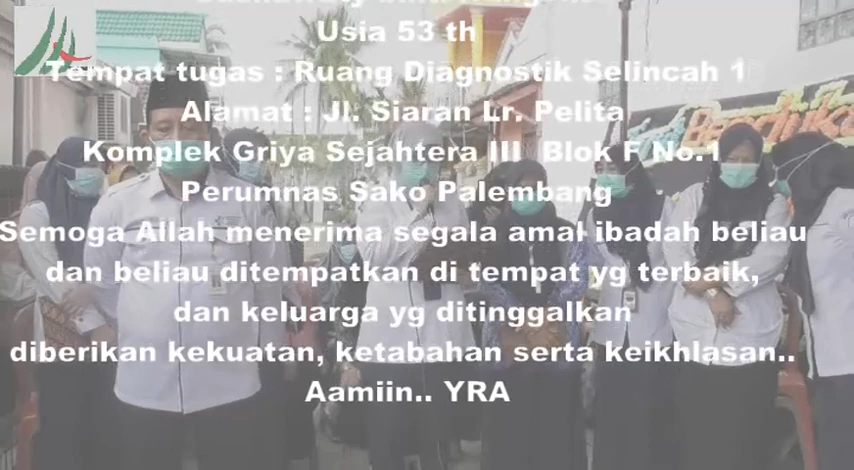 Usia 53 th
Tempat tugas : Ruang Diagnostik Selincah 1
Alamat : Jl. Siaran Lr. Pelita
Komplek Griya Sejahtera III Blok F No.1
Perumnas Sako Palembang
Semoga Allah menerima segala amal ibadah beliau
dan beliau ditempatkan di tempat yg terbaik,
dan keluarga yg ditinggalkan
diberikan kekuatan, ketabahan serta keikhlasan..
Aamiin.. YRA